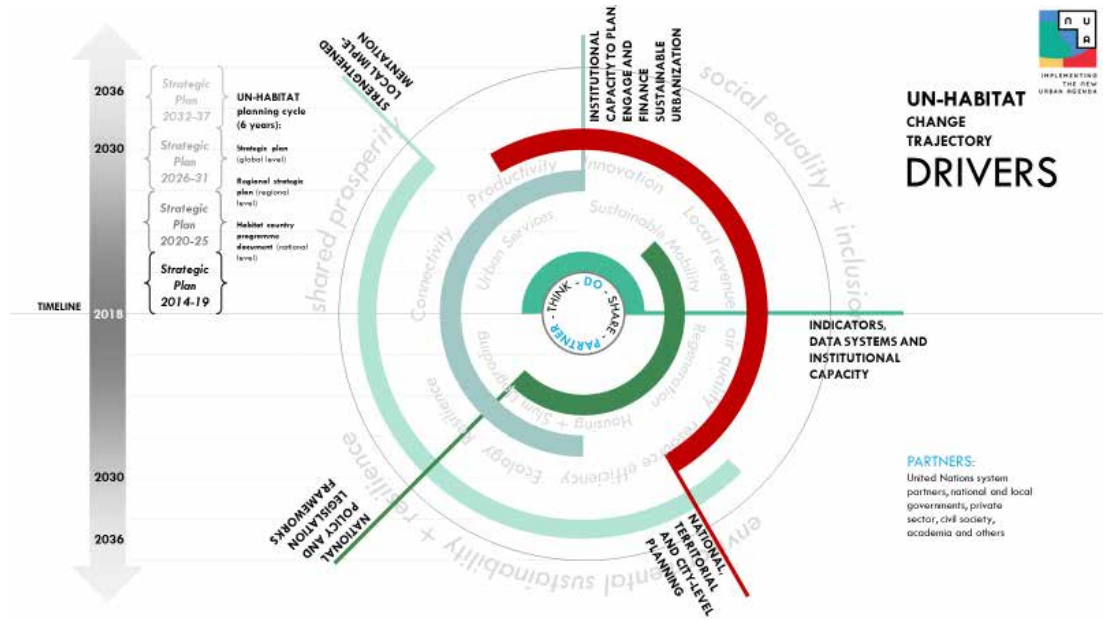 2036
2030
TIMELINE
2018
2030
2036
Strategic
Plan
2032-37
Strategic
Plan
2026-31
Strategic
Plan
2020-25
Strategic
Plan
2014-19
UN-HABITAT
planning cycle
(6 years):
Strategic plan
(global level)
Regional strategic
plan (regional
level)
Habitat country
programme
document (national
level)
STRENGTHENED
LOCAL IMPLE-
MENTATION
INSTITUTIONAL
CAPACITY TO PLAN,
ENGAGE AND
FINANCE
SUSTAINABLE
URBANIZATION
social equality + inclusion
shared prosperity
Productivity
Innovation
Connectivity
Urban Services
Sustainable Mobility
Local revenue
THINK - DO - SHARE - PARTNER -
air quality
Regeneration
Housing + Slum Upgrading
Resilience
Ecology
resource efficiency
environmental sustainability + resilience
NATIONAL
POLICY AND
LEGISLATION
FRAMEWORKS
NATIONAL,
TERRITORIAL
AND CITY-LEVEL
PLANNING
INDICATORS,
DATA SYSTEMS AND
INSTITUTIONAL
CAPACITY
NUA
IMPLEMENTING
THE NEW
URBAN AGENDA
UN-HABITAT
CHANGE
TRAJECTORY
DRIVERS
PARTNERS:
United Nations system
partners, national and local
governments, private
sector, civil society,
academia and others